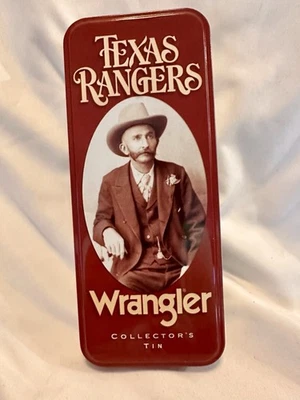 TEXAS
RANGERS
Wrangler
COLLECTOR'S
TIN